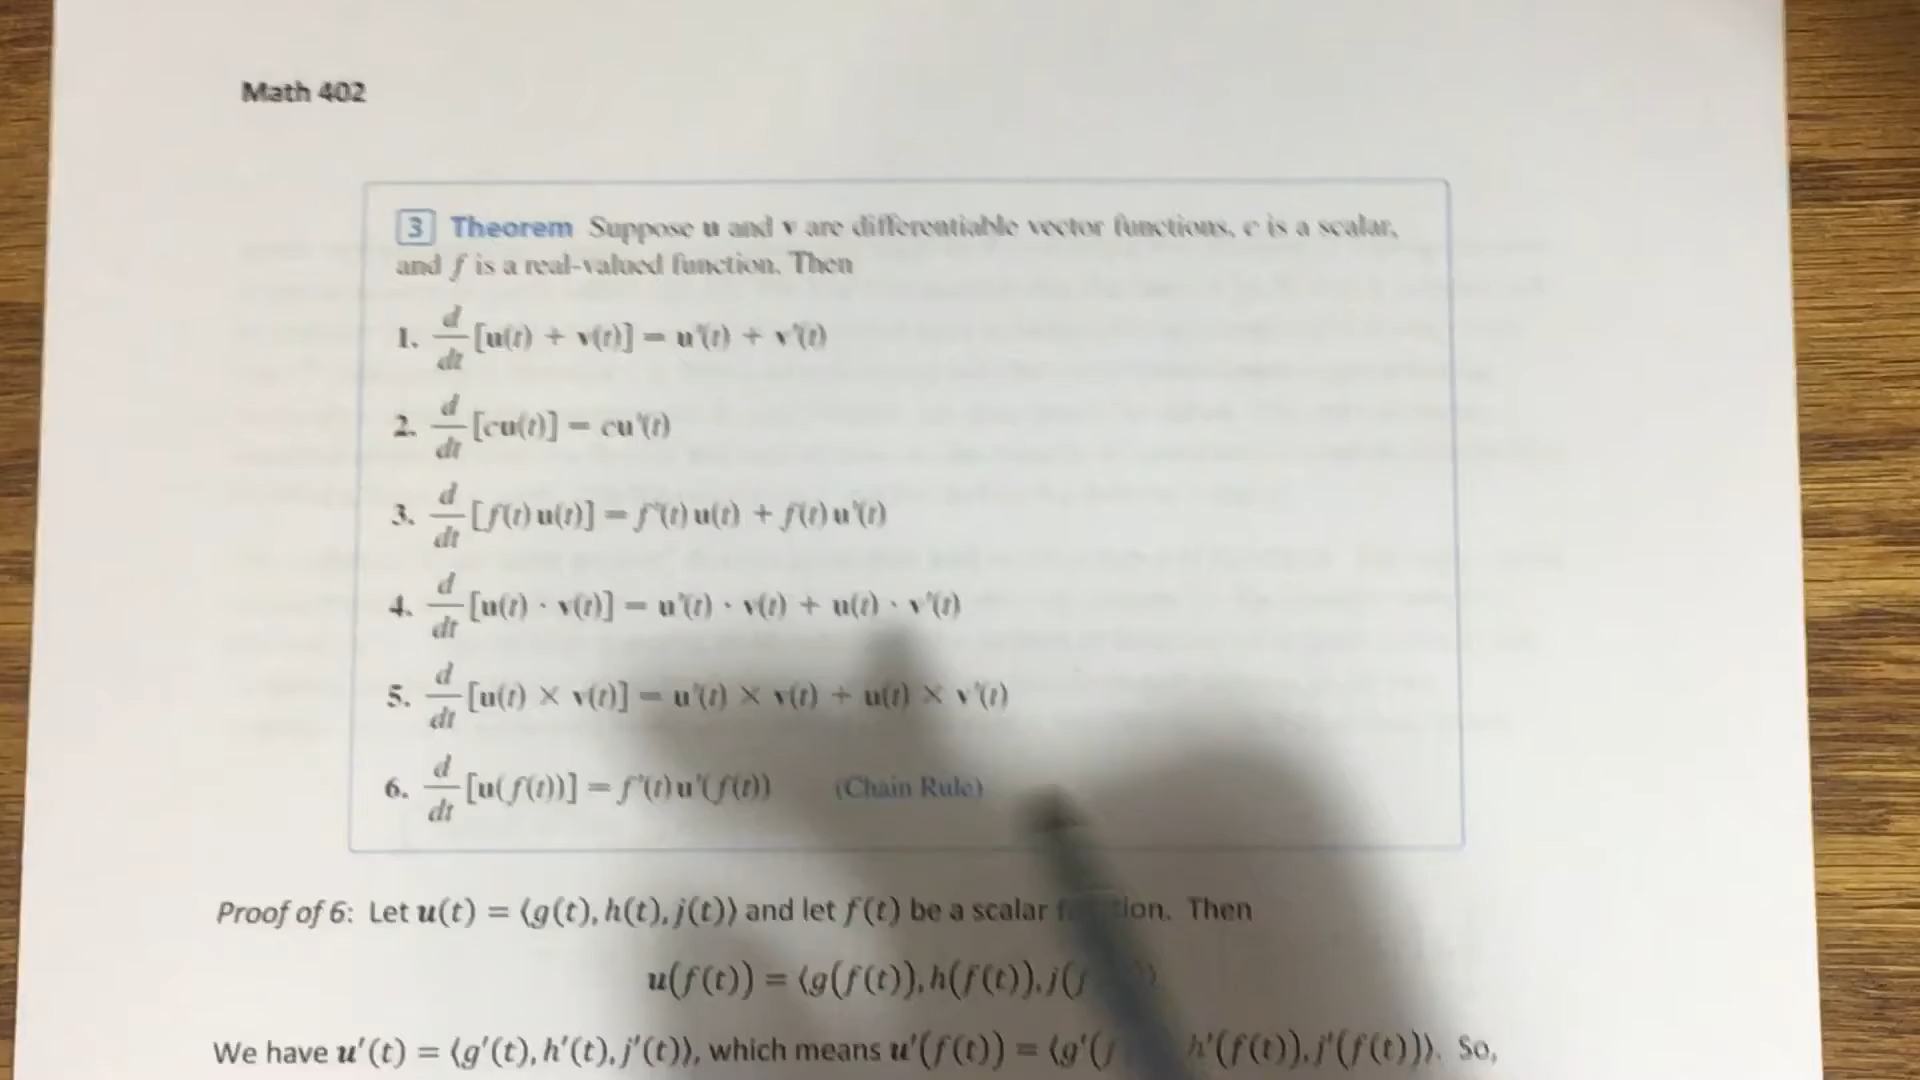 Math 402
3 Theorem Suppose u and v are differentiable vector functions, c is a scalar,
and f is a real-valued function. Then
1. d/dt [u(t) + v(t)] = u'(t) + v'(t)
2. d/dt [cu(t)] = cu'(t)
3. d/dt [f(t) u(t)] = f'(t) u(t) + f(t) u'(t)
4. d/dt [u(t) · v(t)] = u'(t) · v(t) + u(t) · v'(t)
5. d/dt [u(t) × v(t)] = u'(t) × v(t) + u(t) × v'(t)
6. d/dt [u(f(t))] = f'(t) u'(f(t)) (Chain Rule)
Proof of 6: Let u(t) = ⟨g(t), h(t), j(t)⟩ and let f(t) be a scalar Then
u(f(t)) = ⟨g(f(t)), h(f(t)), j(
We have u′(t) = ⟨g′(t), h′(t), j′(t)⟩, which means u′(f(t)) = ⟨g′( h′(f(t)), j′(f(t))⟩. So,